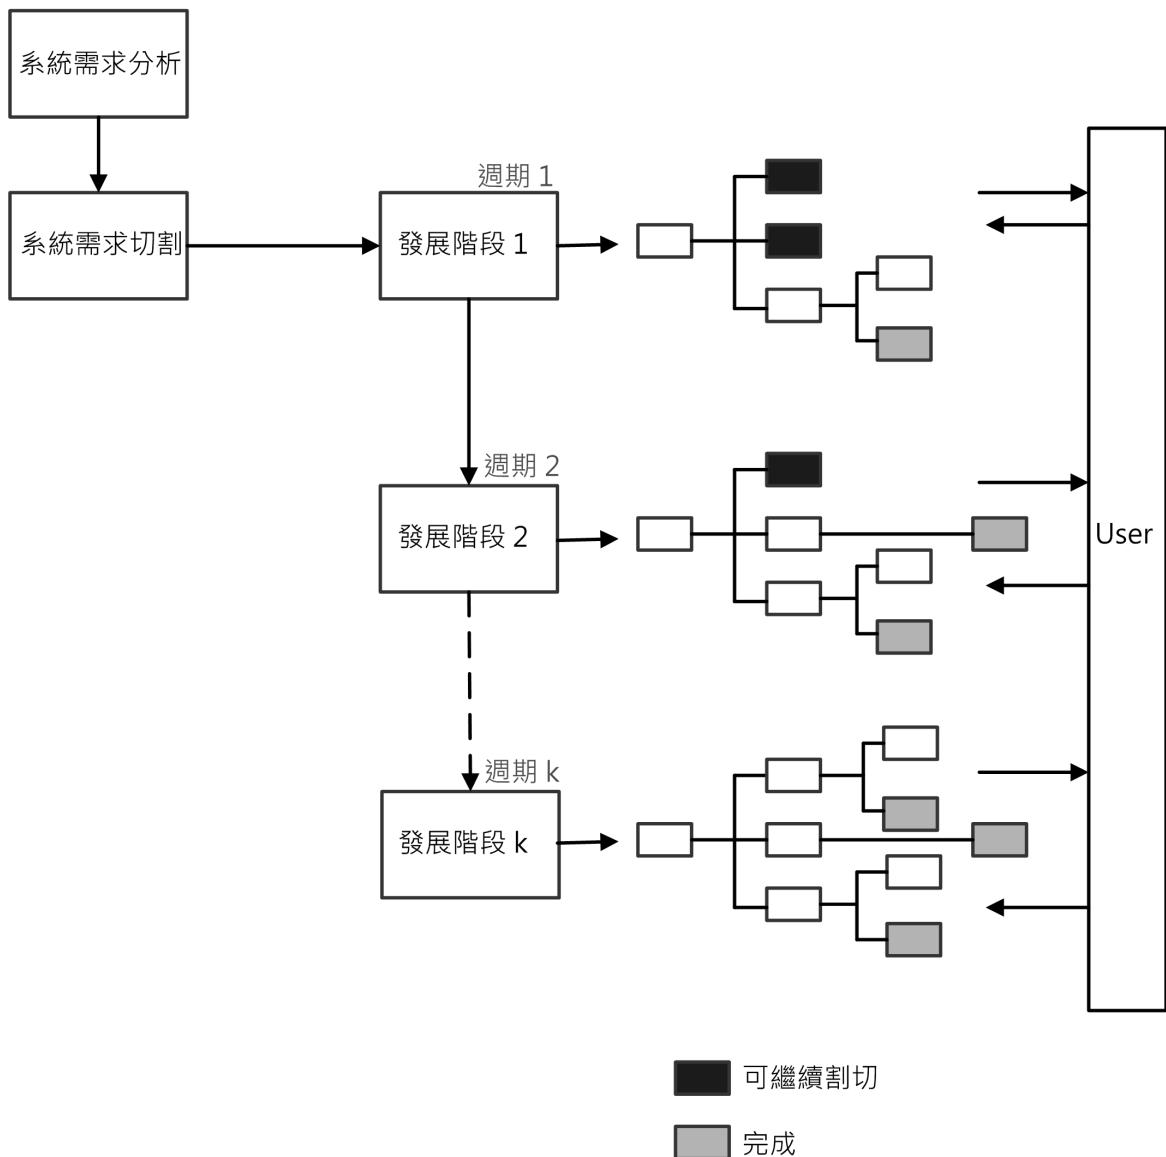 系統需求分析
系統需求切割
週期 1
發展階段 1
週期 2
發展階段 2
User
週期 k
發展階段 k
可繼續割切
完成